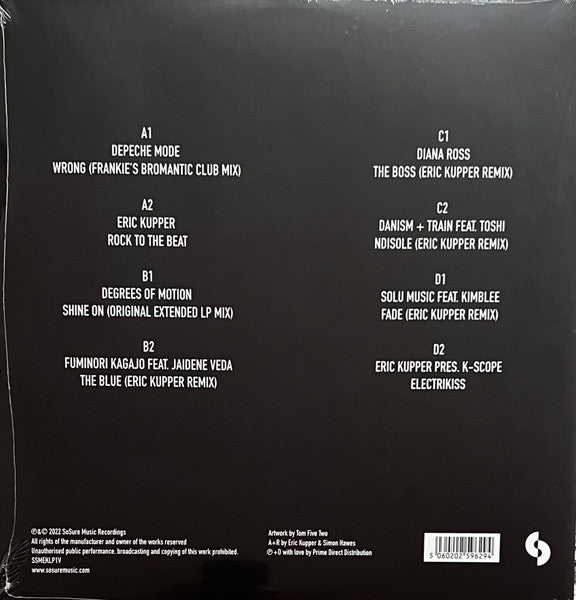 A1
DEPECHE MODE
WRONG (FRANKIE'S BROMANTIC CLUB MIX)
A2
ERIC KUPPER
ROCK TO THE BEAT
B1
DEGREES OF MOTION
SHINE ON (ORIGINAL EXTENDED LP MIX)
B2
FUMINORI KAGAJO FEAT. JAIDENE VEDA
THE BLUE (ERIC KUPPER REMIX)
C1
DIANA ROSS
THE BOSS (ERIC KUPPER REMIX)
C2
DANISM + TRAIN FEAT. TOSHI
NDISOLE (ERIC KUPPER REMIX)
D1
SOLU MUSIC FEAT. KIMBLEE
FADE (ERIC KUPPER REMIX)
D2
ERIC KUPPER PRES. K-SCOPE
ELECTRIKISS
℗&© 2022 SoSure Music Recordings
All rights of the manufacturer and owner of the works reserved
Unauthorised public performance, broadcasting and copying of this work prohibited.
SSMEKLP1V
www.sosuremusic.com
Artwork by Tom Five Two
A+R by Eric Kupper & Simon Hawes
℗+D with love by Prime Direct Distribution
5 060202 596294